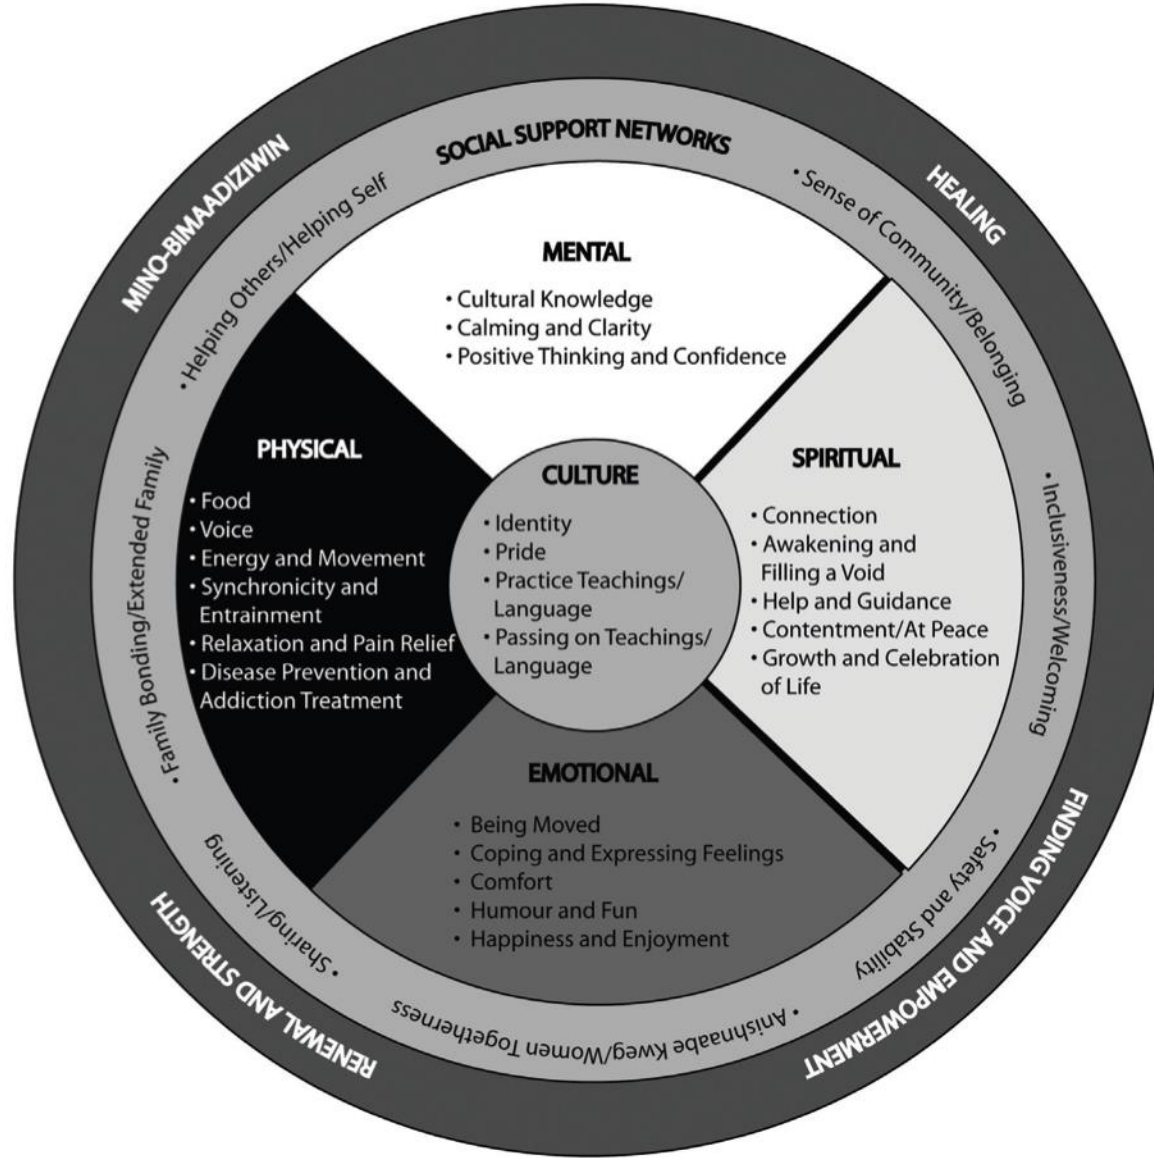 MINO-BIMAADIZIWIN
HEALING
FINDING VOICE AND EMPOWERMENT
RENEWAL AND STRENGTH
SOCIAL SUPPORT NETWORKS
• Sense of Community/Belonging
• Inclusiveness/Welcoming
• Safety and Stability
• Anishnaabe Kweg/Women Togetherness
• Sharing/Listening
• Family Bonding/Extended Family
• Helping Others/Helping Self
MENTAL
• Cultural Knowledge
• Calming and Clarity
• Positive Thinking and Confidence
PHYSICAL
• Food
• Voice
• Energy and Movement
• Synchronicity and
Entrainment
• Relaxation and Pain Relief
• Disease Prevention and
Addiction Treatment
CULTURE
• Identity
• Pride
• Practice Teachings/
Language
• Passing on Teachings/
Language
SPIRITUAL
• Connection
• Awakening and
Filling a Void
• Help and Guidance
• Contentment/At Peace
• Growth and Celebration
of Life
EMOTIONAL
• Being Moved
• Coping and Expressing Feelings
• Comfort
• Humour and Fun
• Happiness and Enjoyment